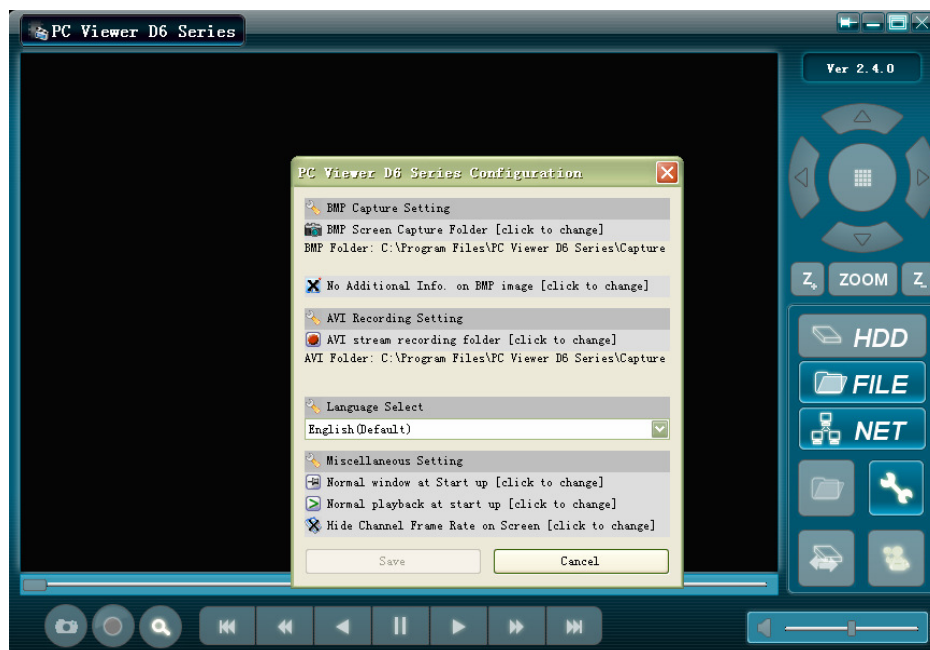 PC Viewer D6 Series
Ver 2.4.0
PC Viewer D6 Series Configuration
BMP Capture Setting
BMP Screen Capture Folder [click to change]
BMP Folder: C:\Program Files\PC Viewer D6 Series\Capture
No Additional Info. on BMP image [click to change]
AVI Recording Setting
AVI stream recording folder [click to change]
AVI Folder: C:\Program Files\PC Viewer D6 Series\Capture
Language Select
English(Default)
Miscellaneous Setting
Normal window at Start up [click to change]
Normal playback at start up [click to change]
Hide Channel Frame Rate on Screen [click to change]
Save
Cancel
Z+
ZOOM
Z-
HDD
FILE
NET